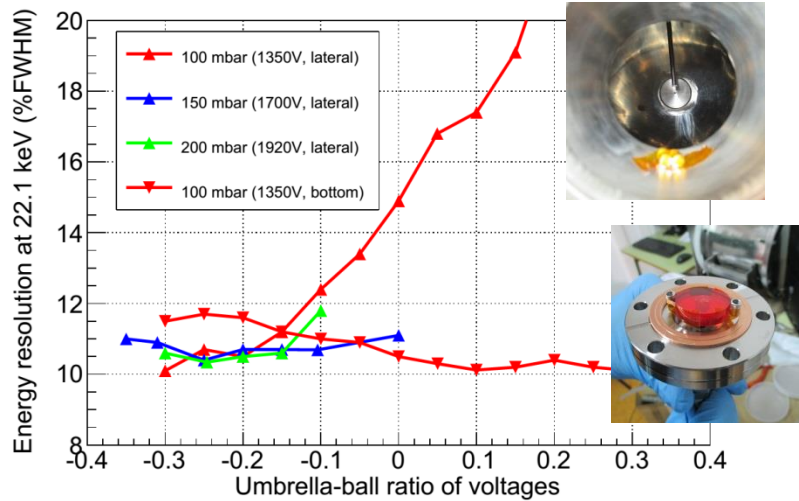 Energy resolution at 22.1 keV (%FWHM)
20
18
16
14
12
10
8
100 mbar (1350V, lateral)
150 mbar (1700V, lateral)
200 mbar (1920V, lateral)
100 mbar (1350V, bottom)
-0.4 -0.3 -0.2 -0.1 0 0.1 0.2 0.3 0.4
Umbrella-ball ratio of voltages